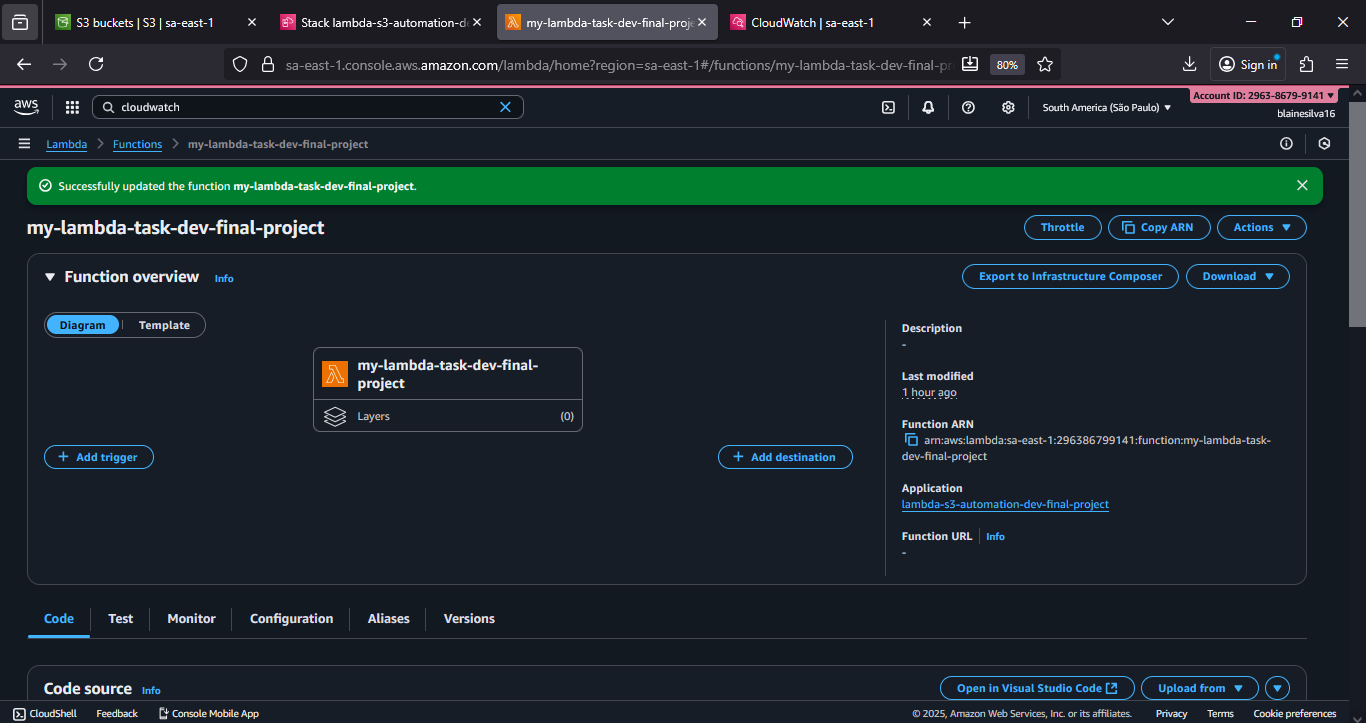 S3 buckets | S3 | sa-east-1
Stack lambda-s3-automation-d
my-lambda-task-dev-final-proje
CloudWatch | sa-east-1
sa-east-1.console.aws.amazon.com/lambda/home?region=sa-east-1#/functions/my-lambda-task-dev-final-pr
80%
Sign in
aws
cloudwatch
South America (São Paulo)
Account ID: 2963-8679-9141
blainesilva16
Lambda
Functions
my-lambda-task-dev-final-project
Successfully updated the function my-lambda-task-dev-final-project.
my-lambda-task-dev-final-project
Throttle
Copy ARN
Actions
Function overview Info
Export to Infrastructure Composer
Download
Diagram
Template
my-lambda-task-dev-final-
project
Layers (0)
Add trigger
Add destination
Description
-
Last modified
1 hour ago
Function ARN
arn:aws:lambda:sa-east-1:296386799141:function:my-lambda-task-
dev-final-project
Application
lambda-s3-automation-dev-final-project
Function URL Info
-
Code
Test
Monitor
Configuration
Aliases
Versions
Code source Info
Open in Visual Studio Code
Upload from
CloudShell
Feedback
Console Mobile App
© 2025, Amazon Web Services, Inc. or its affiliates.
Privacy
Terms
Cookie preferences